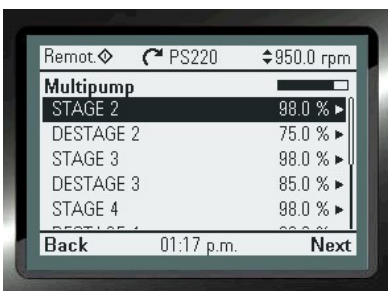 Remot. PS220 950.0 rpm
Multipump
STAGE 2 98.0 %
DESTAGE 2 75.0 %
STAGE 3 98.0 %
DESTAGE 3 85.0 %
STAGE 4 98.0 %
Back 01:17 p.m. Next